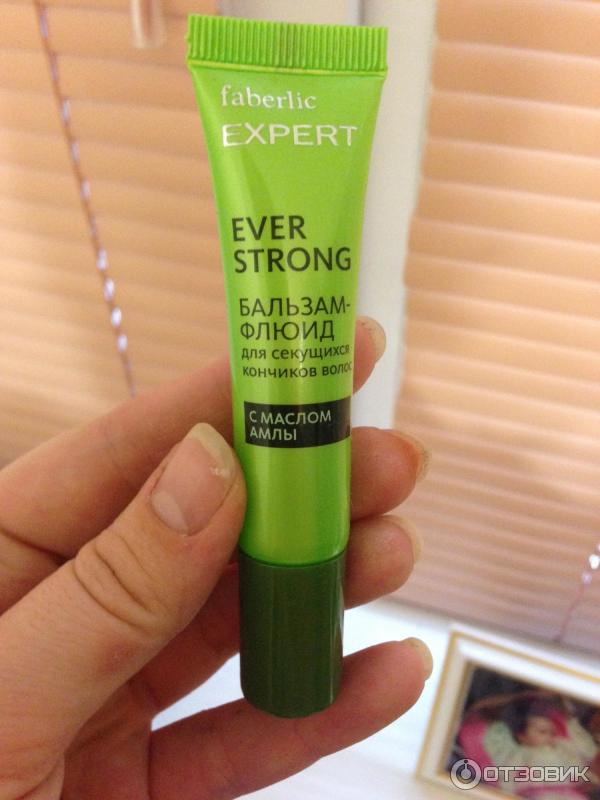 faberlic
EXPERT
EVER
STRONG
БАЛЬЗАМ-
ФЛЮИД
для секущихся
кончиков волос
С МАСЛОМ
АМЛЫ
ОТЗОВИК